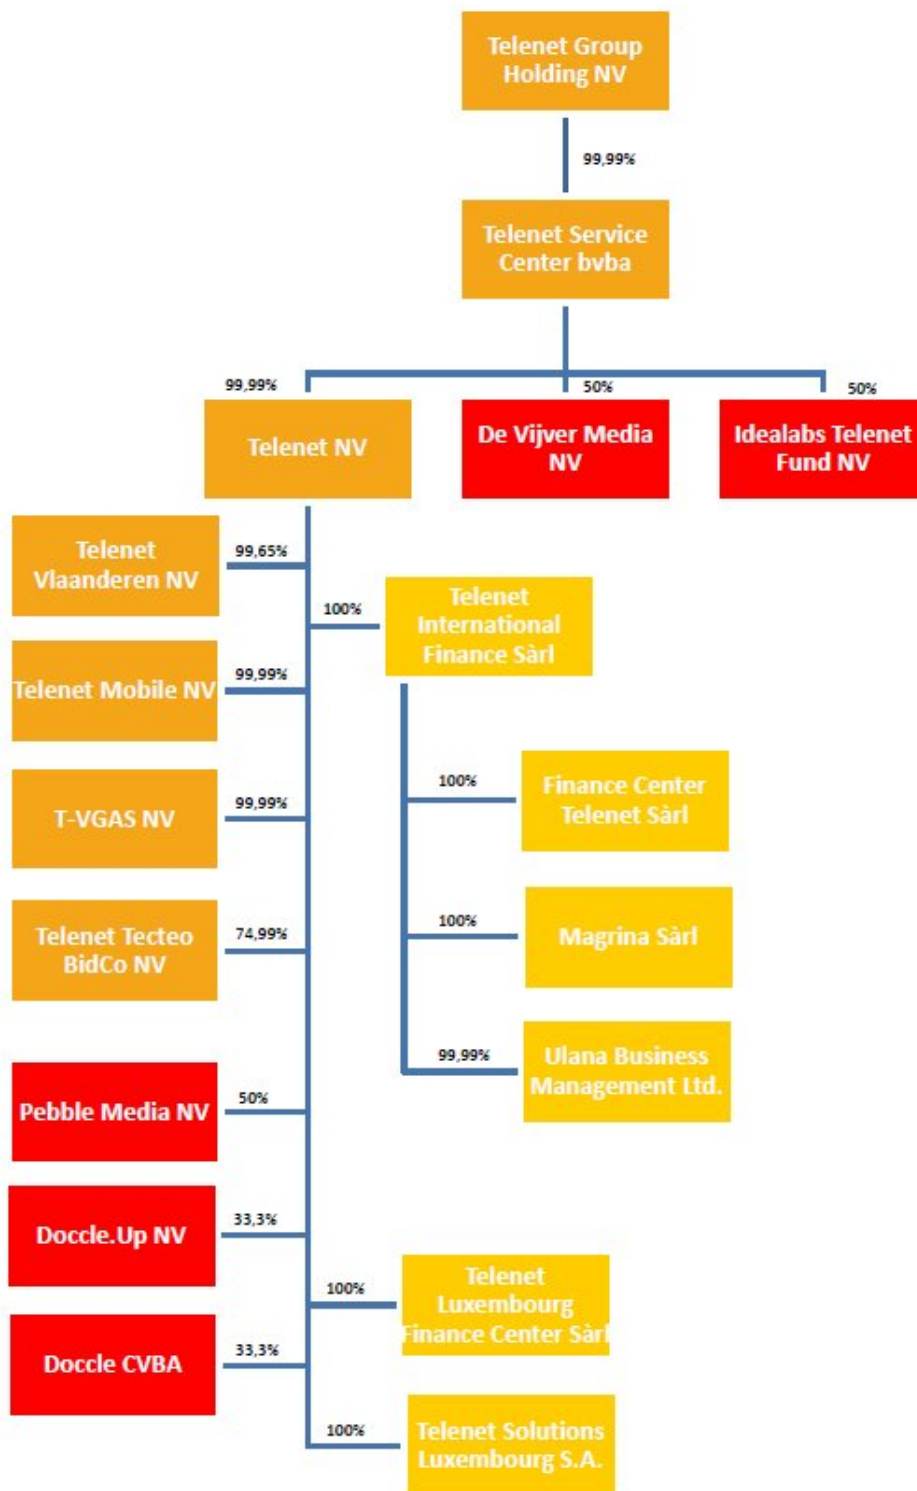 Telenet Group
Holding NV
99,99%
Telenet Service
Center bvba
99,99%
50%
50%
Telenet NV
De Vijver Media
NV
Idealabs Telenet
Fund NV
Telenet
Vlaanderen NV
99,65%
100%
Telenet
International
Finance Sàrl
Telenet Mobile NV
99,99%
100%
Finance Center
Telenet Sàrl
T-VGAS NV
99,99%
100%
Magrina Sàrl
Telenet Tecteo
BidCo NV
74,99%
99,99%
Ulana Business
Management Ltd.
Pebble Media NV
50%
Doccle.Up NV
33,3%
100%
Telenet
Luxembourg
Finance Center Sàrl
Doccle CVBA
33,3%
100%
Telenet Solutions
Luxembourg S.A.